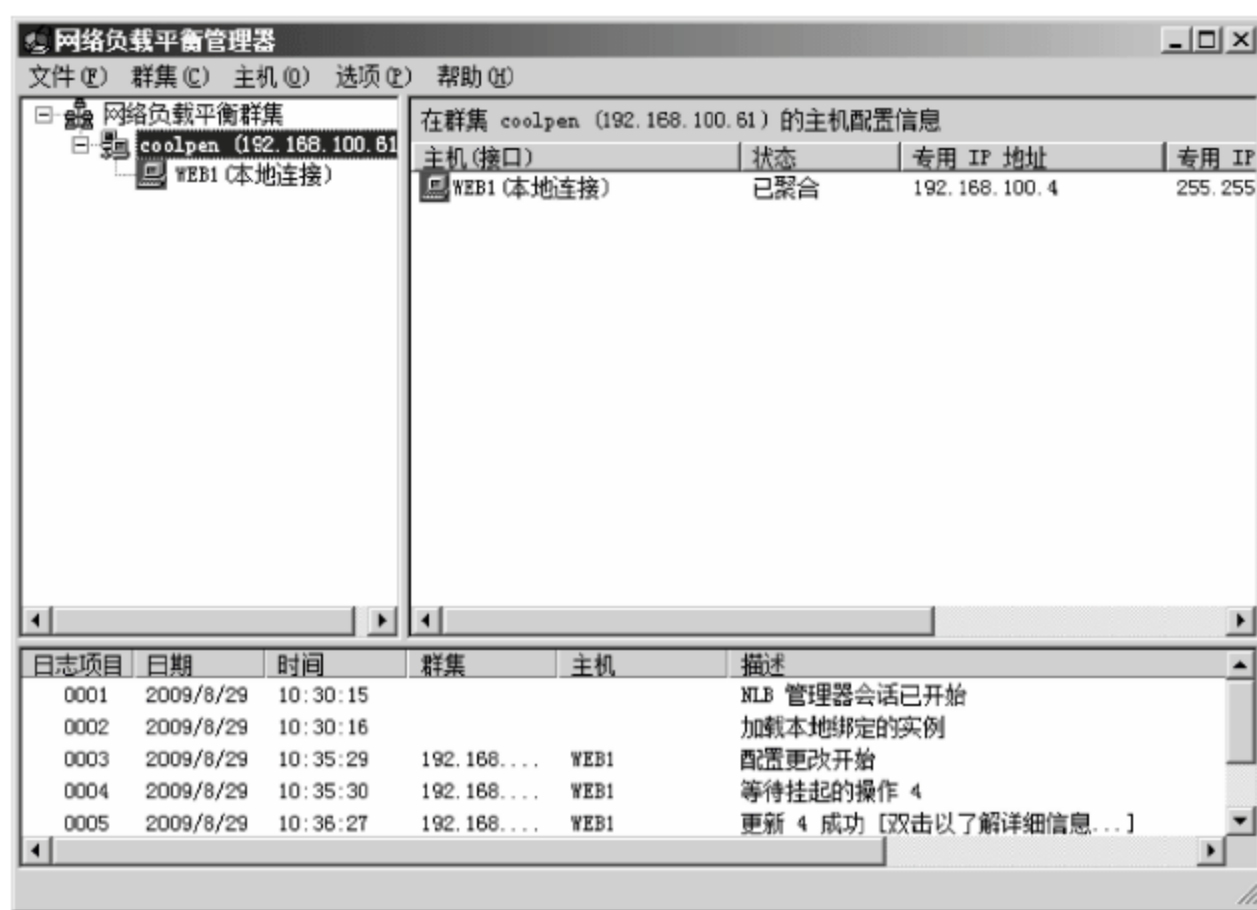 网络负载平衡管理器
文件(F) 群集(C) 主机(O) 选项(P) 帮助(H)
网络负载平衡群集
coolpen (192.168.100.61
WEB1(本地连接)
在群集 coolpen (192.168.100.61) 的主机配置信息
主机(接口) 状态 专用 IP 地址 专用 IP
WEB1(本地连接) 已聚合 192.168.100.4 255.255
日志项目 日期 时间 群集 主机 描述
0001 2009/8/29 10:30:15 NLB 管理器会话已开始
0002 2009/8/29 10:30:16 加载本地绑定的实例
0003 2009/8/29 10:35:29 192.168.... WEB1 配置更改开始
0004 2009/8/29 10:35:30 192.168.... WEB1 等待挂起的操作 4
0005 2009/8/29 10:36:27 192.168.... WEB1 更新 4 成功 [双击以了解详细信息...]